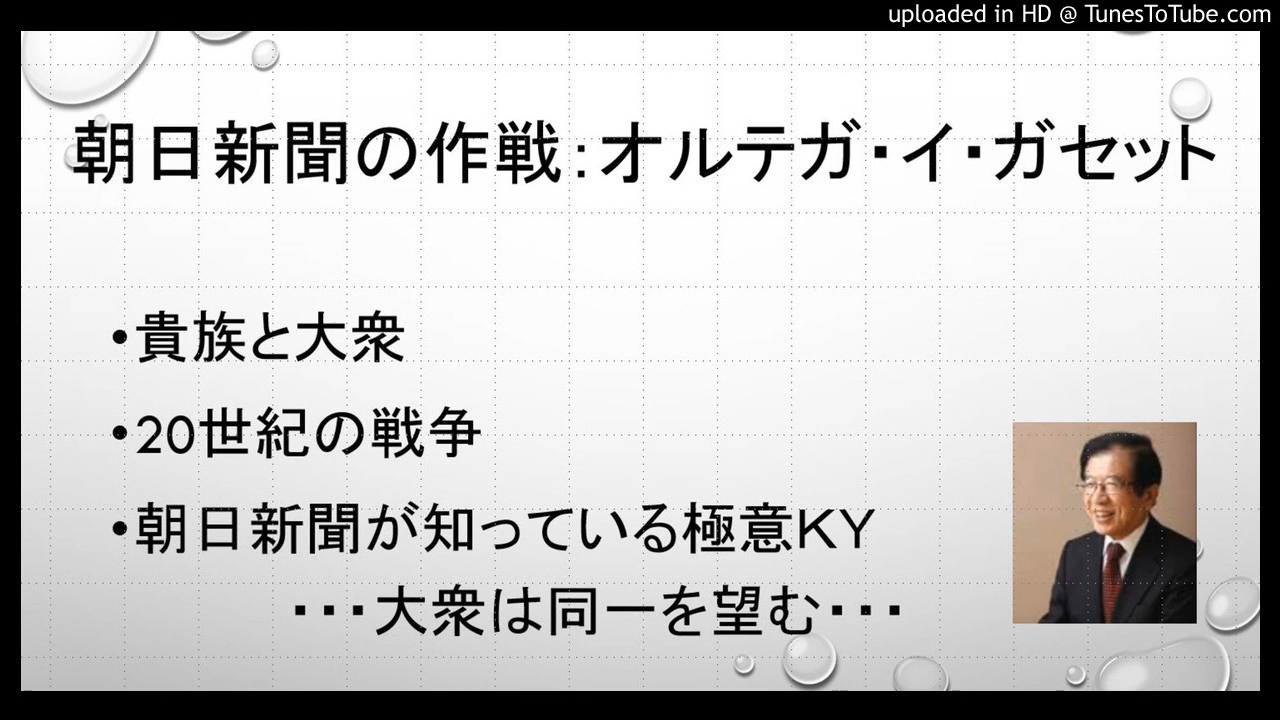 uploaded in HD @ TunesToTube.com
朝日新聞の作戦：オルテガ・イ・ガセット
•貴族と大衆
•20世紀の戦争
•朝日新聞が知っている極意KY
・・・大衆は同一を望む・・・